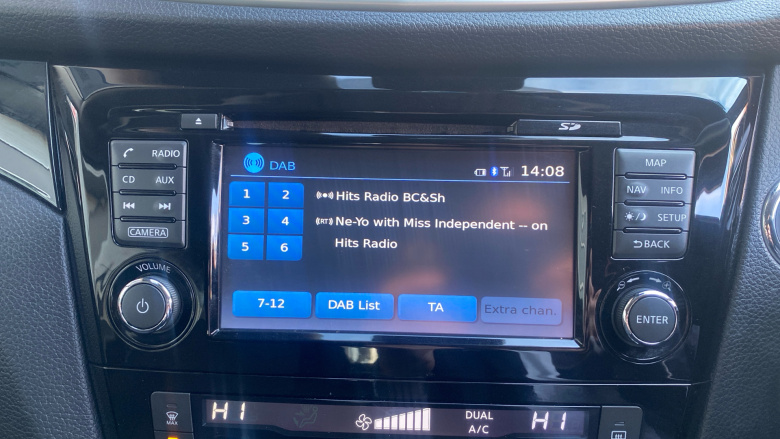 SD
DAB 14:08
RADIO MAP
1 2 Hits Radio BC&Sh
CD AUX NAV INFO
3 4 RT Ne-Yo with Miss Independent -- on
SETUP
5 6 Hits Radio
CAMERA BACK
VOLUME
7-12 DAB List TA Extra chan.
ENTER
MAX HI DUAL HI
A/C